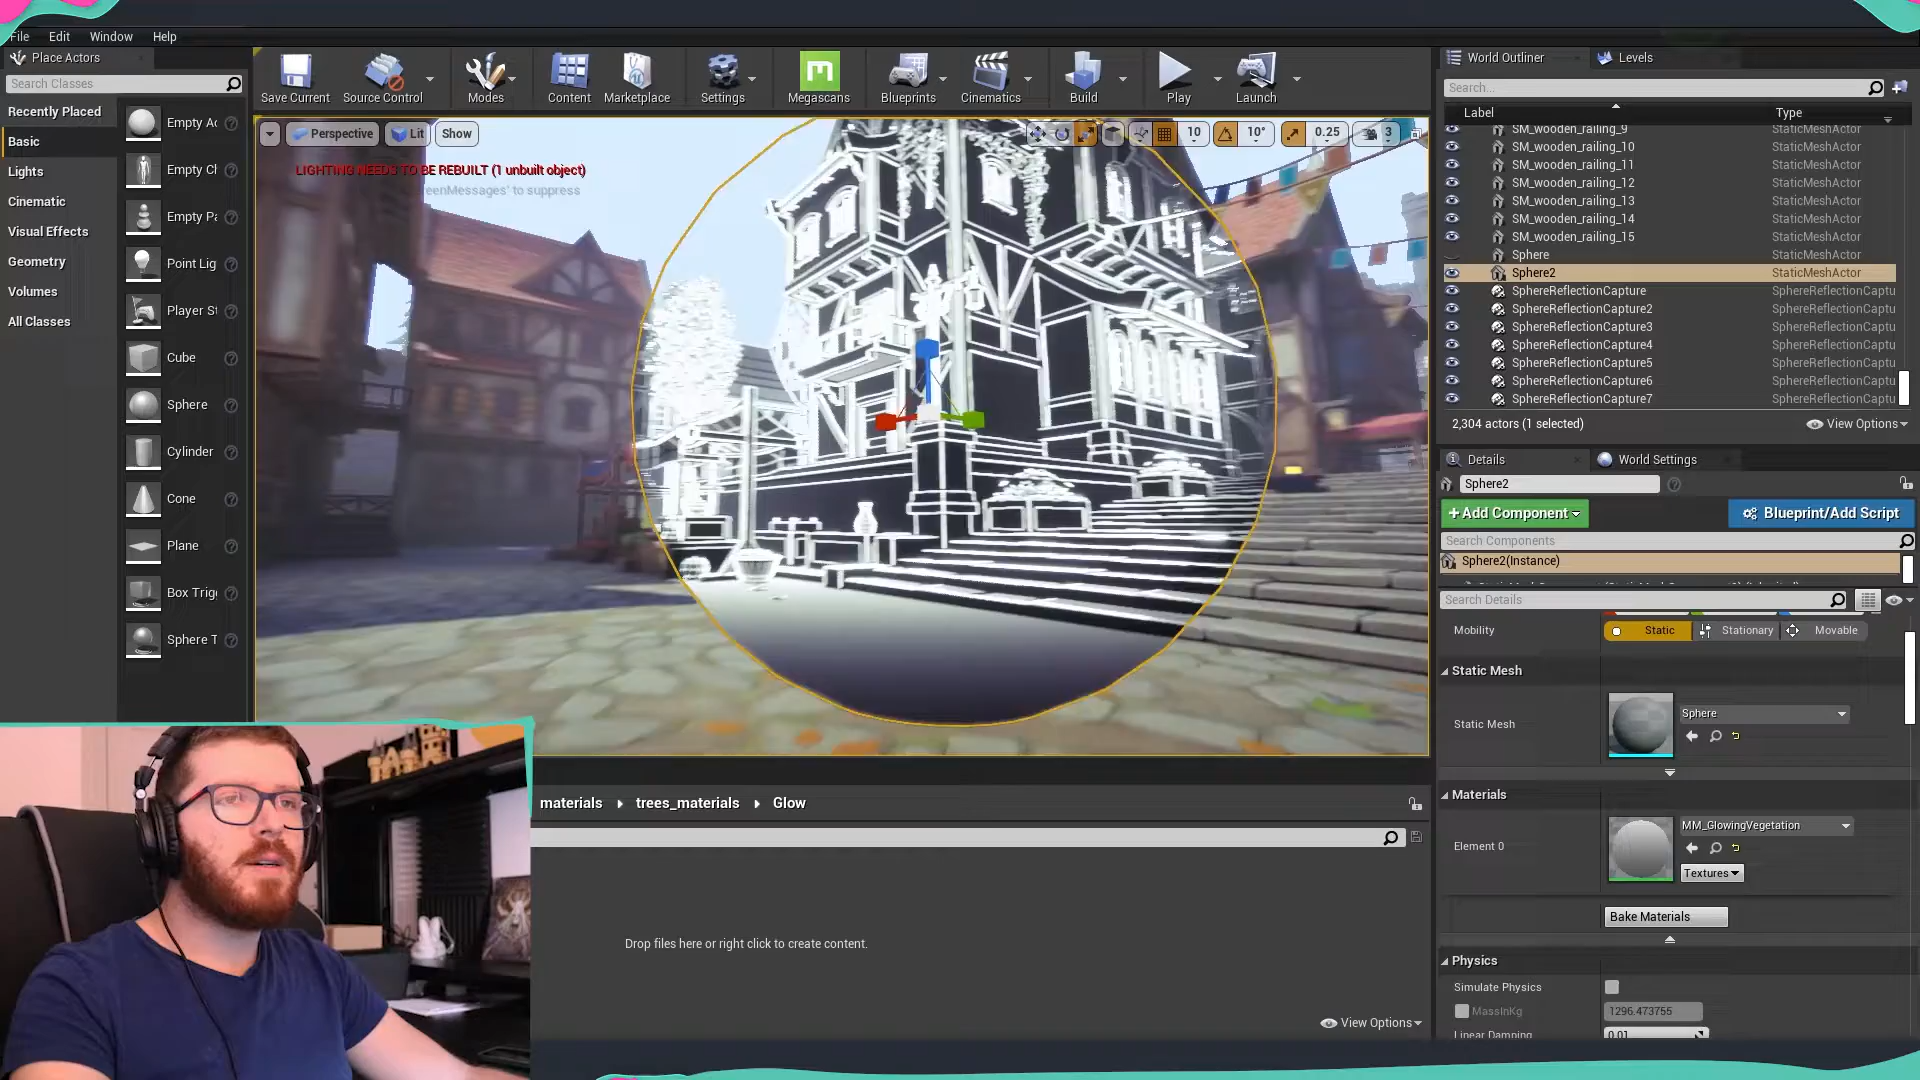 File Edit Window Help
Place Actors
Search Classes
Recently Placed
Basic
Lights
Cinematic
Visual Effects
Geometry
Volumes
All Classes
Empty Ac
Empty Ch
Empty Pa
Point Lig
Player St
Cube
Sphere
Cylinder
Cone
Plane
Box Trig
Sphere T
Save Current
Source Control
Modes
Content
Marketplace
Settings
Megascans
Blueprints
Cinematics
Build
Play
Launch
Perspective
Lit
Show
10
10°
0.25
3
LIGHTING NEEDS TO BE REBUILT (1 unbuilt object)
eenMessages' to suppress
materials trees_materials Glow
Drop files here or right click to create content.
View Options
World Outliner
Levels
Search...
Label Type
SM_wooden_railing_9 StaticMeshActor
SM_wooden_railing_10 StaticMeshActor
SM_wooden_railing_11 StaticMeshActor
SM_wooden_railing_12 StaticMeshActor
SM_wooden_railing_13 StaticMeshActor
SM_wooden_railing_14 StaticMeshActor
SM_wooden_railing_15 StaticMeshActor
Sphere StaticMeshActor
Sphere2 StaticMeshActor
SphereReflectionCapture SphereReflectionCaptu
SphereReflectionCapture2 SphereReflectionCaptu
SphereReflectionCapture3 SphereReflectionCaptu
SphereReflectionCapture4 SphereReflectionCaptu
SphereReflectionCapture5 SphereReflectionCaptu
SphereReflectionCapture6 SphereReflectionCaptu
SphereReflectionCapture7 SphereReflectionCaptu
2,304 actors (1 selected)
View Options
Details
World Settings
Sphere2
+Add Component
Blueprint/Add Script
Search Components
Sphere2(Instance)
Search Details
Mobility
Static
Stationary
Movable
Static Mesh
Static Mesh
Sphere
Materials
Element 0
MM_GlowingVegetation
Textures
Bake Materials
Physics
Simulate Physics
MassInKg
1296.473755
Linear Damping
0.01